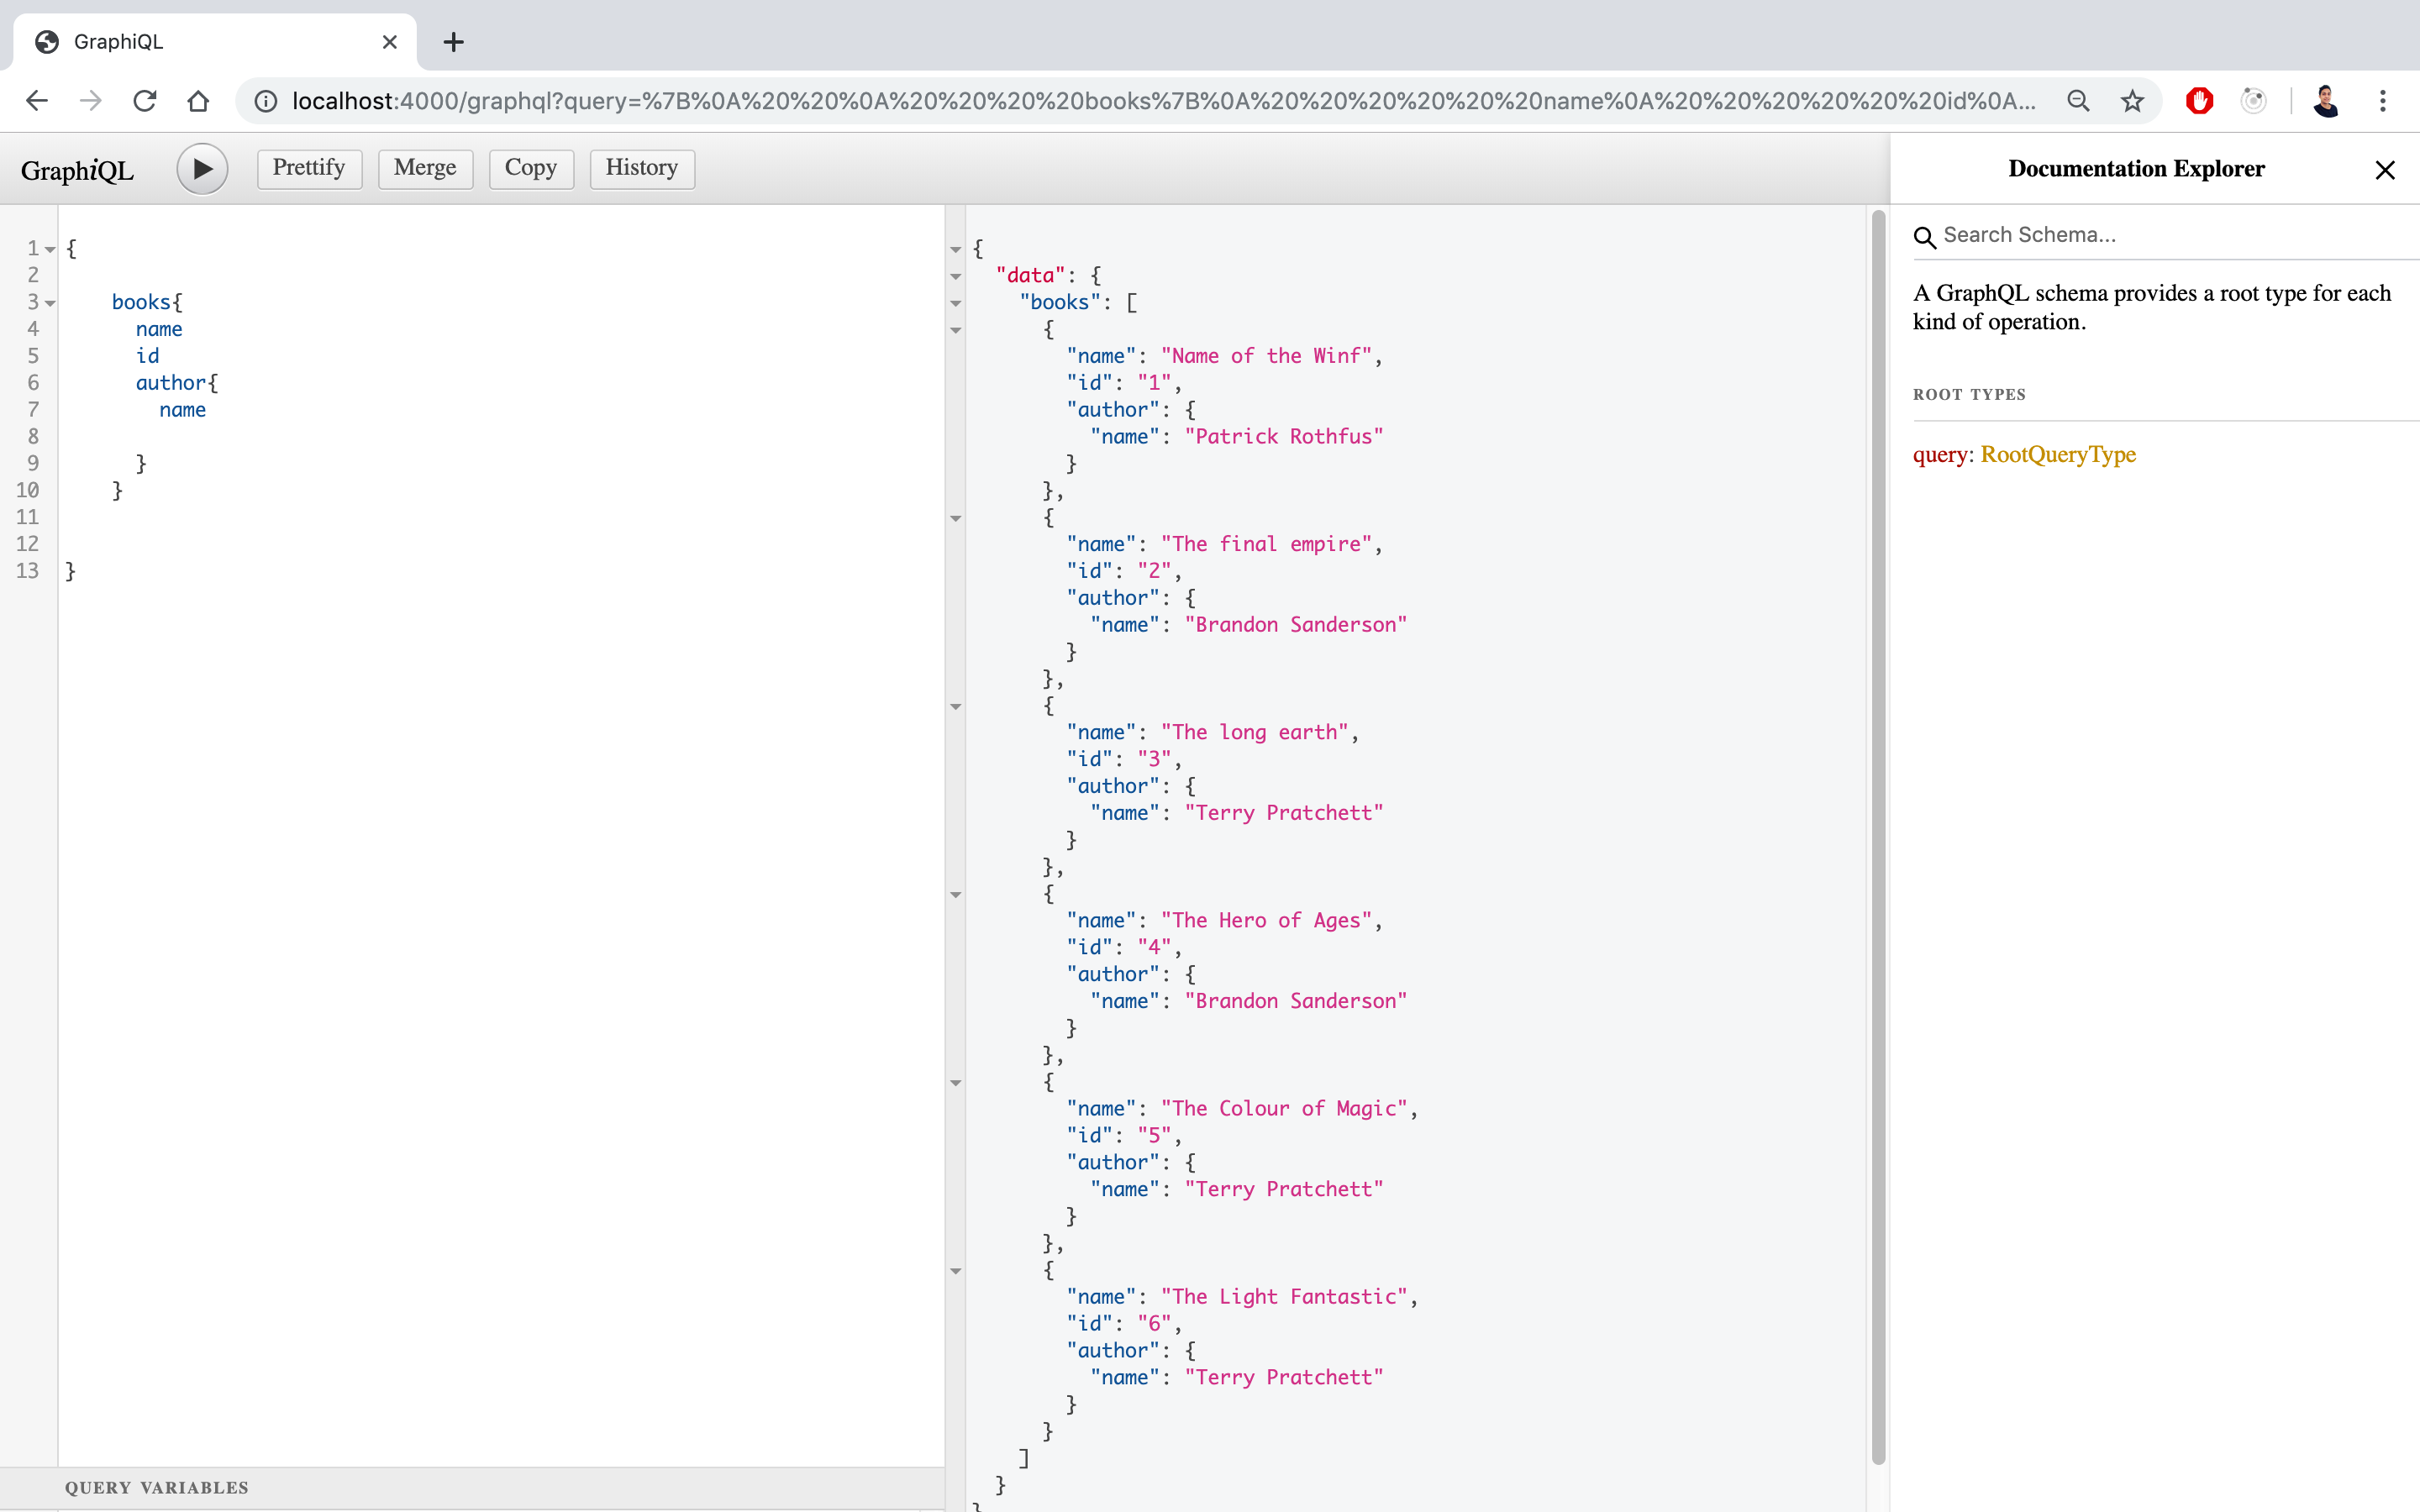 GraphiQL
localhost:4000/graphql?query=%7B%0A%20%20%0A%20%20%20%20books%7B%0A%20%20%20%20%20%20name%0A%20%20%20%20%20%20id%0A...
GraphiQL
Prettify
Merge
Copy
History
1 {
2
3 books{
4 name
5 id
6 author{
7 name
8
9 }
10 }
11
12
13 }
QUERY VARIABLES
{
"data": {
"books": [
{
"name": "Name of the Winf",
"id": "1",
"author": {
"name": "Patrick Rothfus"
}
},
{
"name": "The final empire",
"id": "2",
"author": {
"name": "Brandon Sanderson"
}
},
{
"name": "The long earth",
"id": "3",
"author": {
"name": "Terry Pratchett"
}
},
{
"name": "The Hero of Ages",
"id": "4",
"author": {
"name": "Brandon Sanderson"
}
},
{
"name": "The Colour of Magic",
"id": "5",
"author": {
"name": "Terry Pratchett"
}
},
{
"name": "The Light Fantastic",
"id": "6",
"author": {
"name": "Terry Pratchett"
}
}
]
}
}
Documentation Explorer
Search Schema...
A GraphQL schema provides a root type for each
kind of operation.
ROOT TYPES
query: RootQueryType